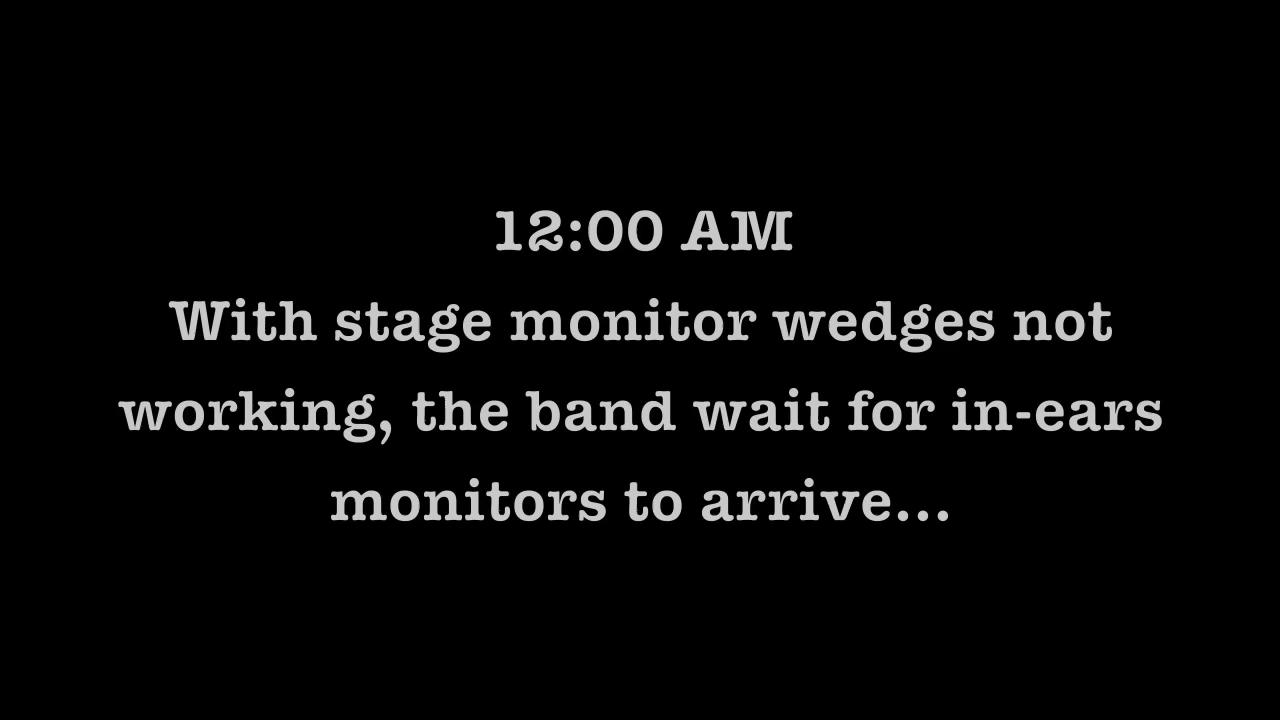 12:00 AM
With stage monitor wedges not
working, the band wait for in-ears
monitors to arrive...